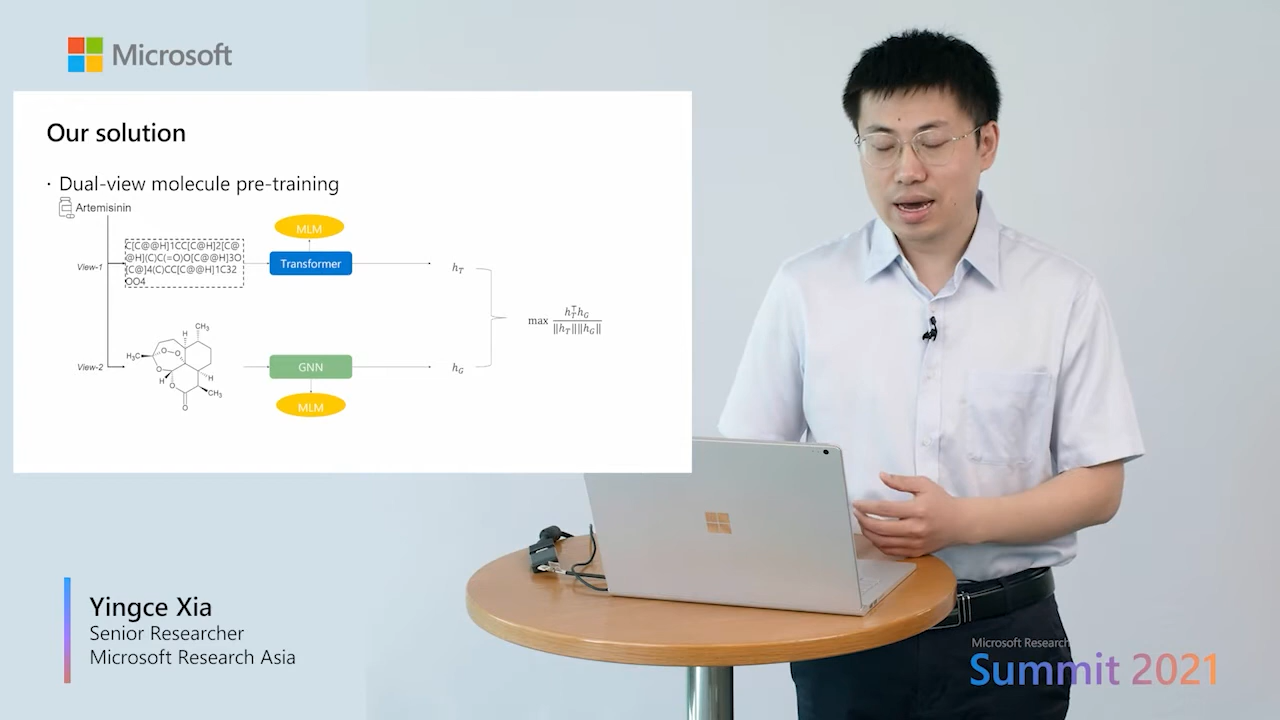 Microsoft
Our solution
· Dual-view molecule pre-training
Artemisinin
View-1
C[C@@H]1CC[C@H]2[C@
@H](C)C(=O)O[C@@H]3O
[C@]4(C)CC[C@@H]1C32
OO4
MLM
Transformer
h_T
max h_T^⊤ h_G / ‖h_T‖‖h_G‖
View-2
CH₃
H
H₃C
O
O
O
H
O
H
CH₃
O
GNN
MLM
h_G
Yingce Xia
Senior Researcher
Microsoft Research Asia
Microsoft Research
Summit 2021